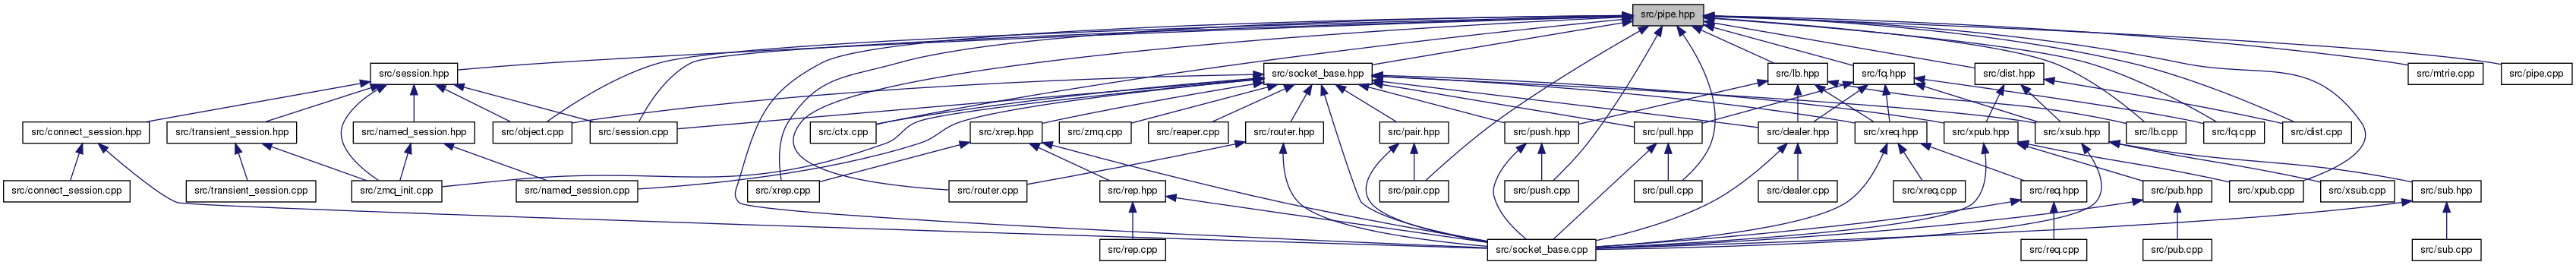 src/pipe.hpp
src/session.hpp
src/socket_base.hpp
src/lb.hpp
src/fq.hpp
src/dist.hpp
src/mtrie.cpp
src/pipe.cpp
src/connect_session.hpp
src/transient_session.hpp
src/named_session.hpp
src/object.cpp
src/session.cpp
src/ctx.cpp
src/xrep.hpp
src/zmq.cpp
src/reaper.cpp
src/router.hpp
src/pair.hpp
src/push.hpp
src/pull.hpp
src/dealer.hpp
src/xreq.hpp
src/xpub.hpp
src/xsub.hpp
src/lb.cpp
src/fq.cpp
src/dist.cpp
src/connect_session.cpp
src/transient_session.cpp
src/zmq_init.cpp
src/named_session.cpp
src/xrep.cpp
src/rep.hpp
src/router.cpp
src/pair.cpp
src/push.cpp
src/pull.cpp
src/dealer.cpp
src/xreq.cpp
src/req.hpp
src/pub.hpp
src/xpub.cpp
src/xsub.cpp
src/sub.hpp
src/rep.cpp
src/socket_base.cpp
src/req.cpp
src/pub.cpp
src/sub.cpp